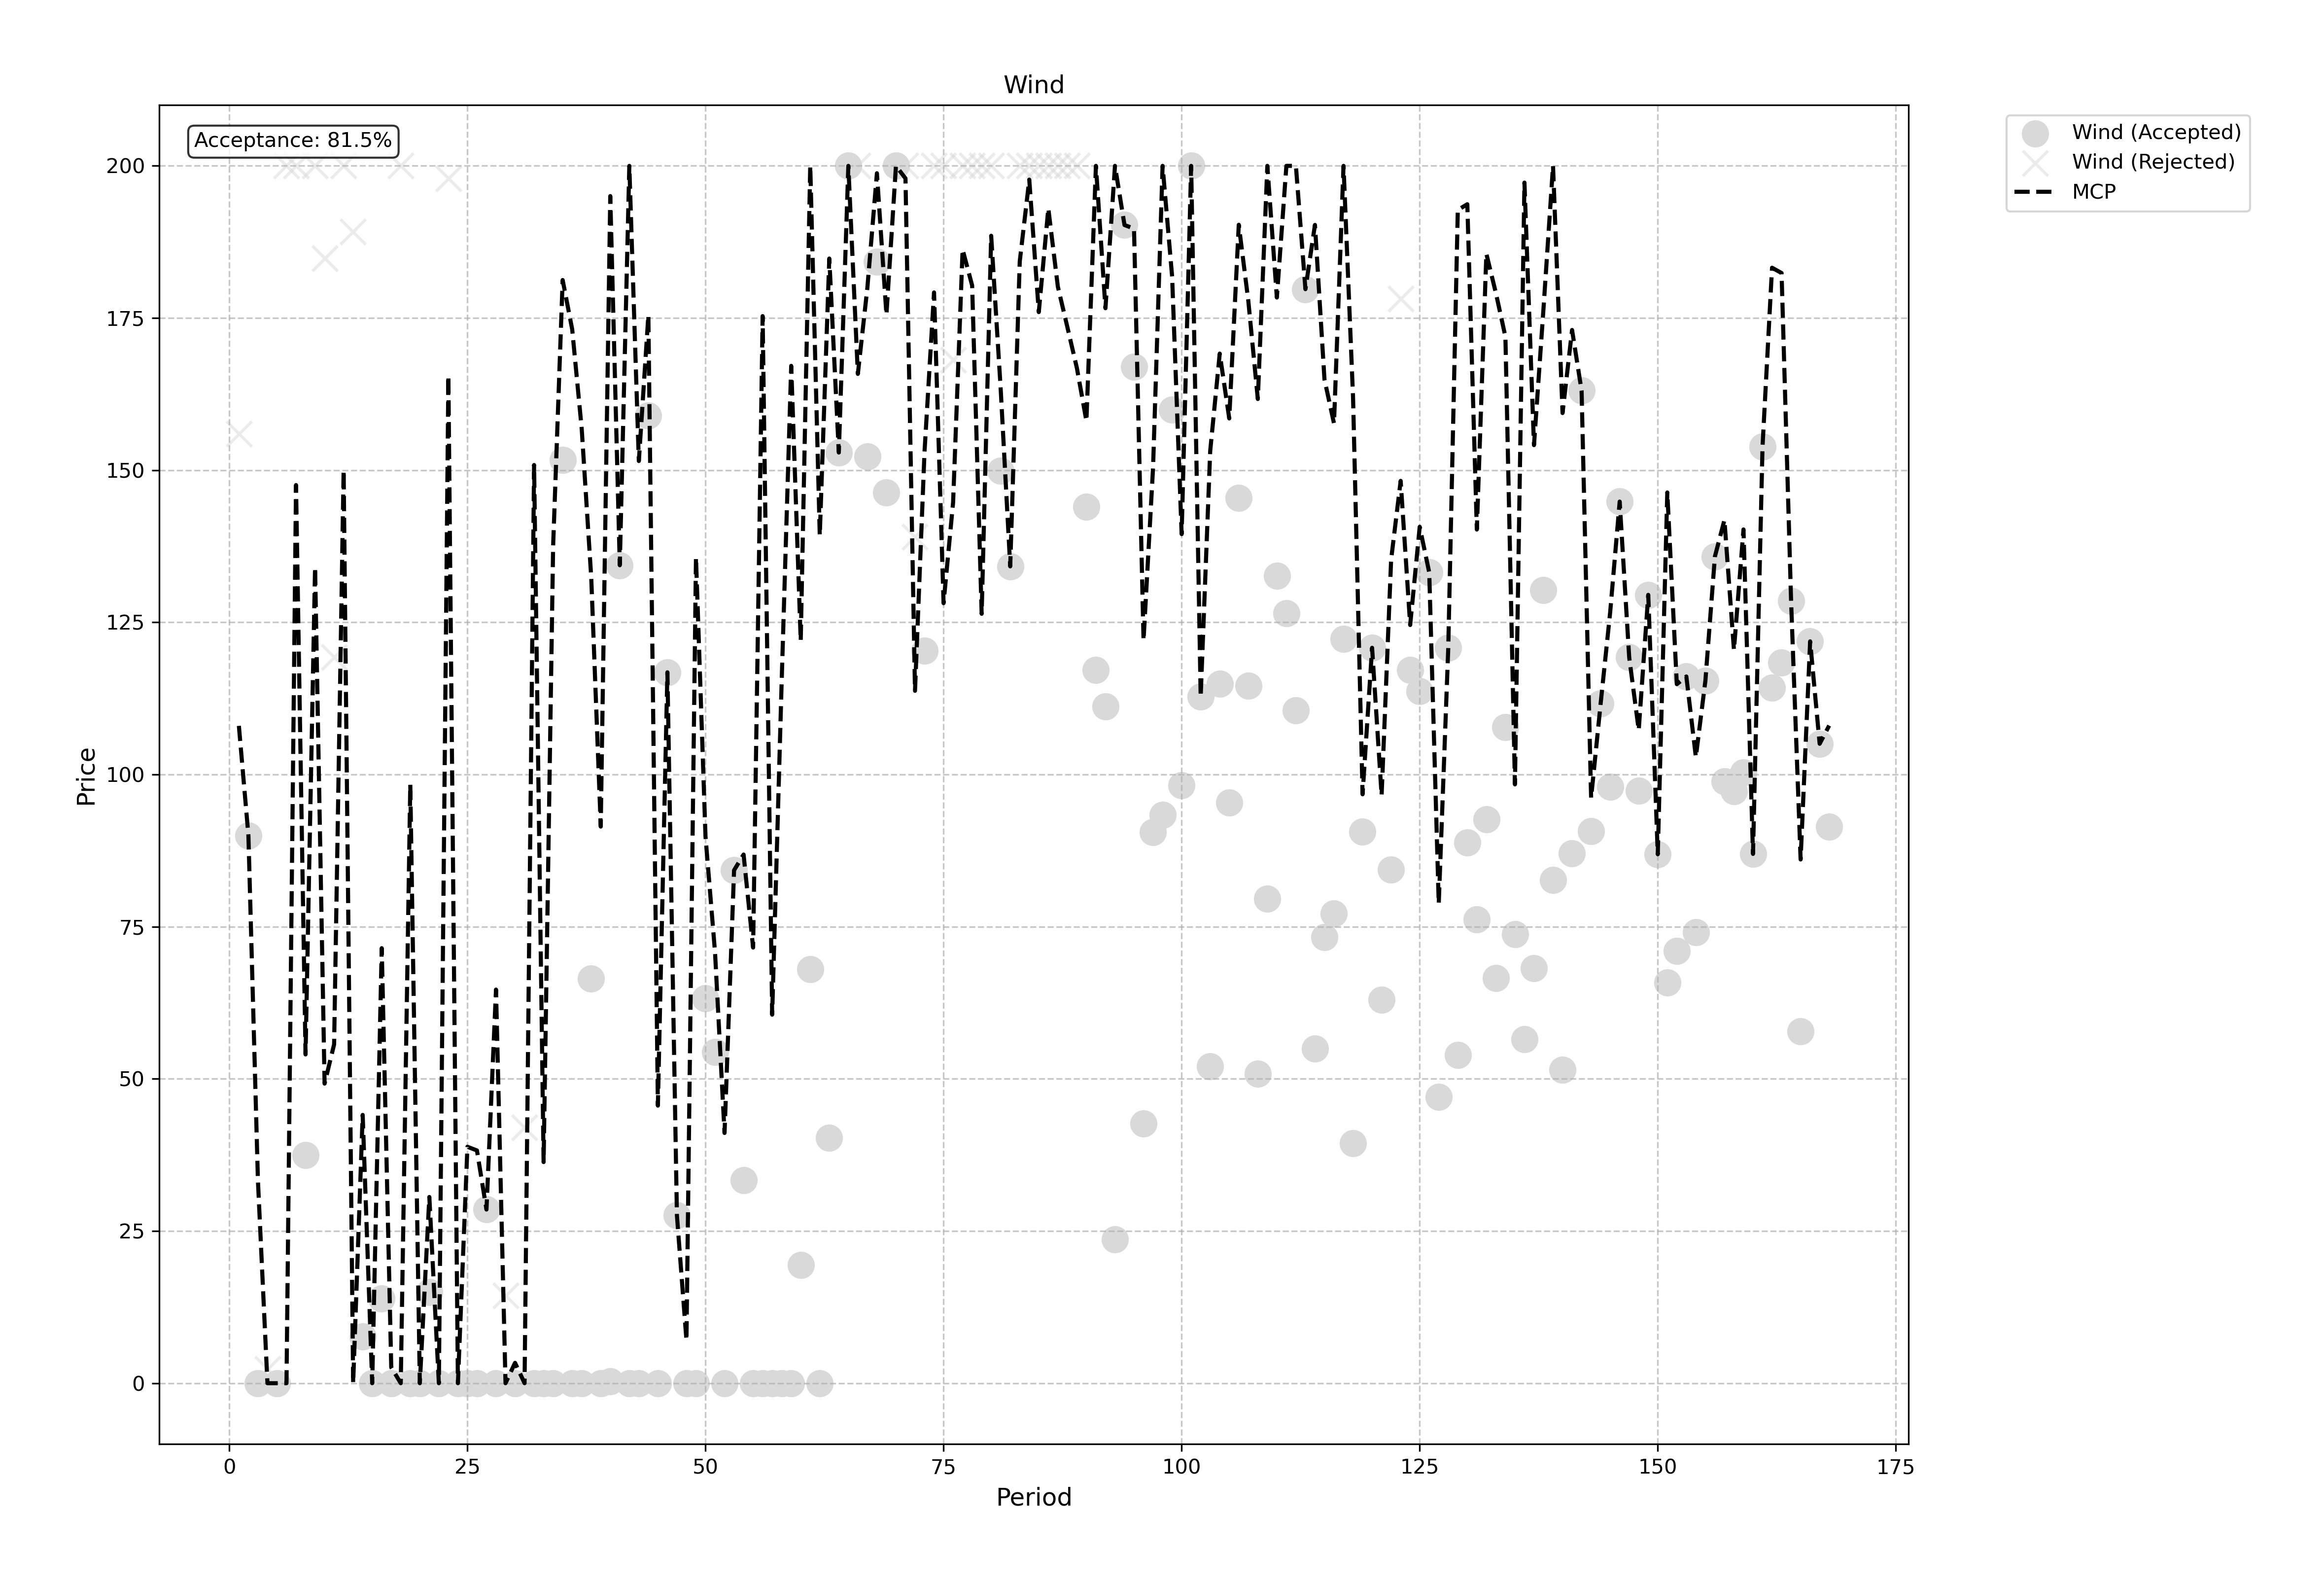 Wind
Acceptance: 81.5%
Wind (Accepted)
Wind (Rejected)
MCP
200
175
150
125
100
75
50
25
0
Price
0 25 50 75 100 125 150 175
Period